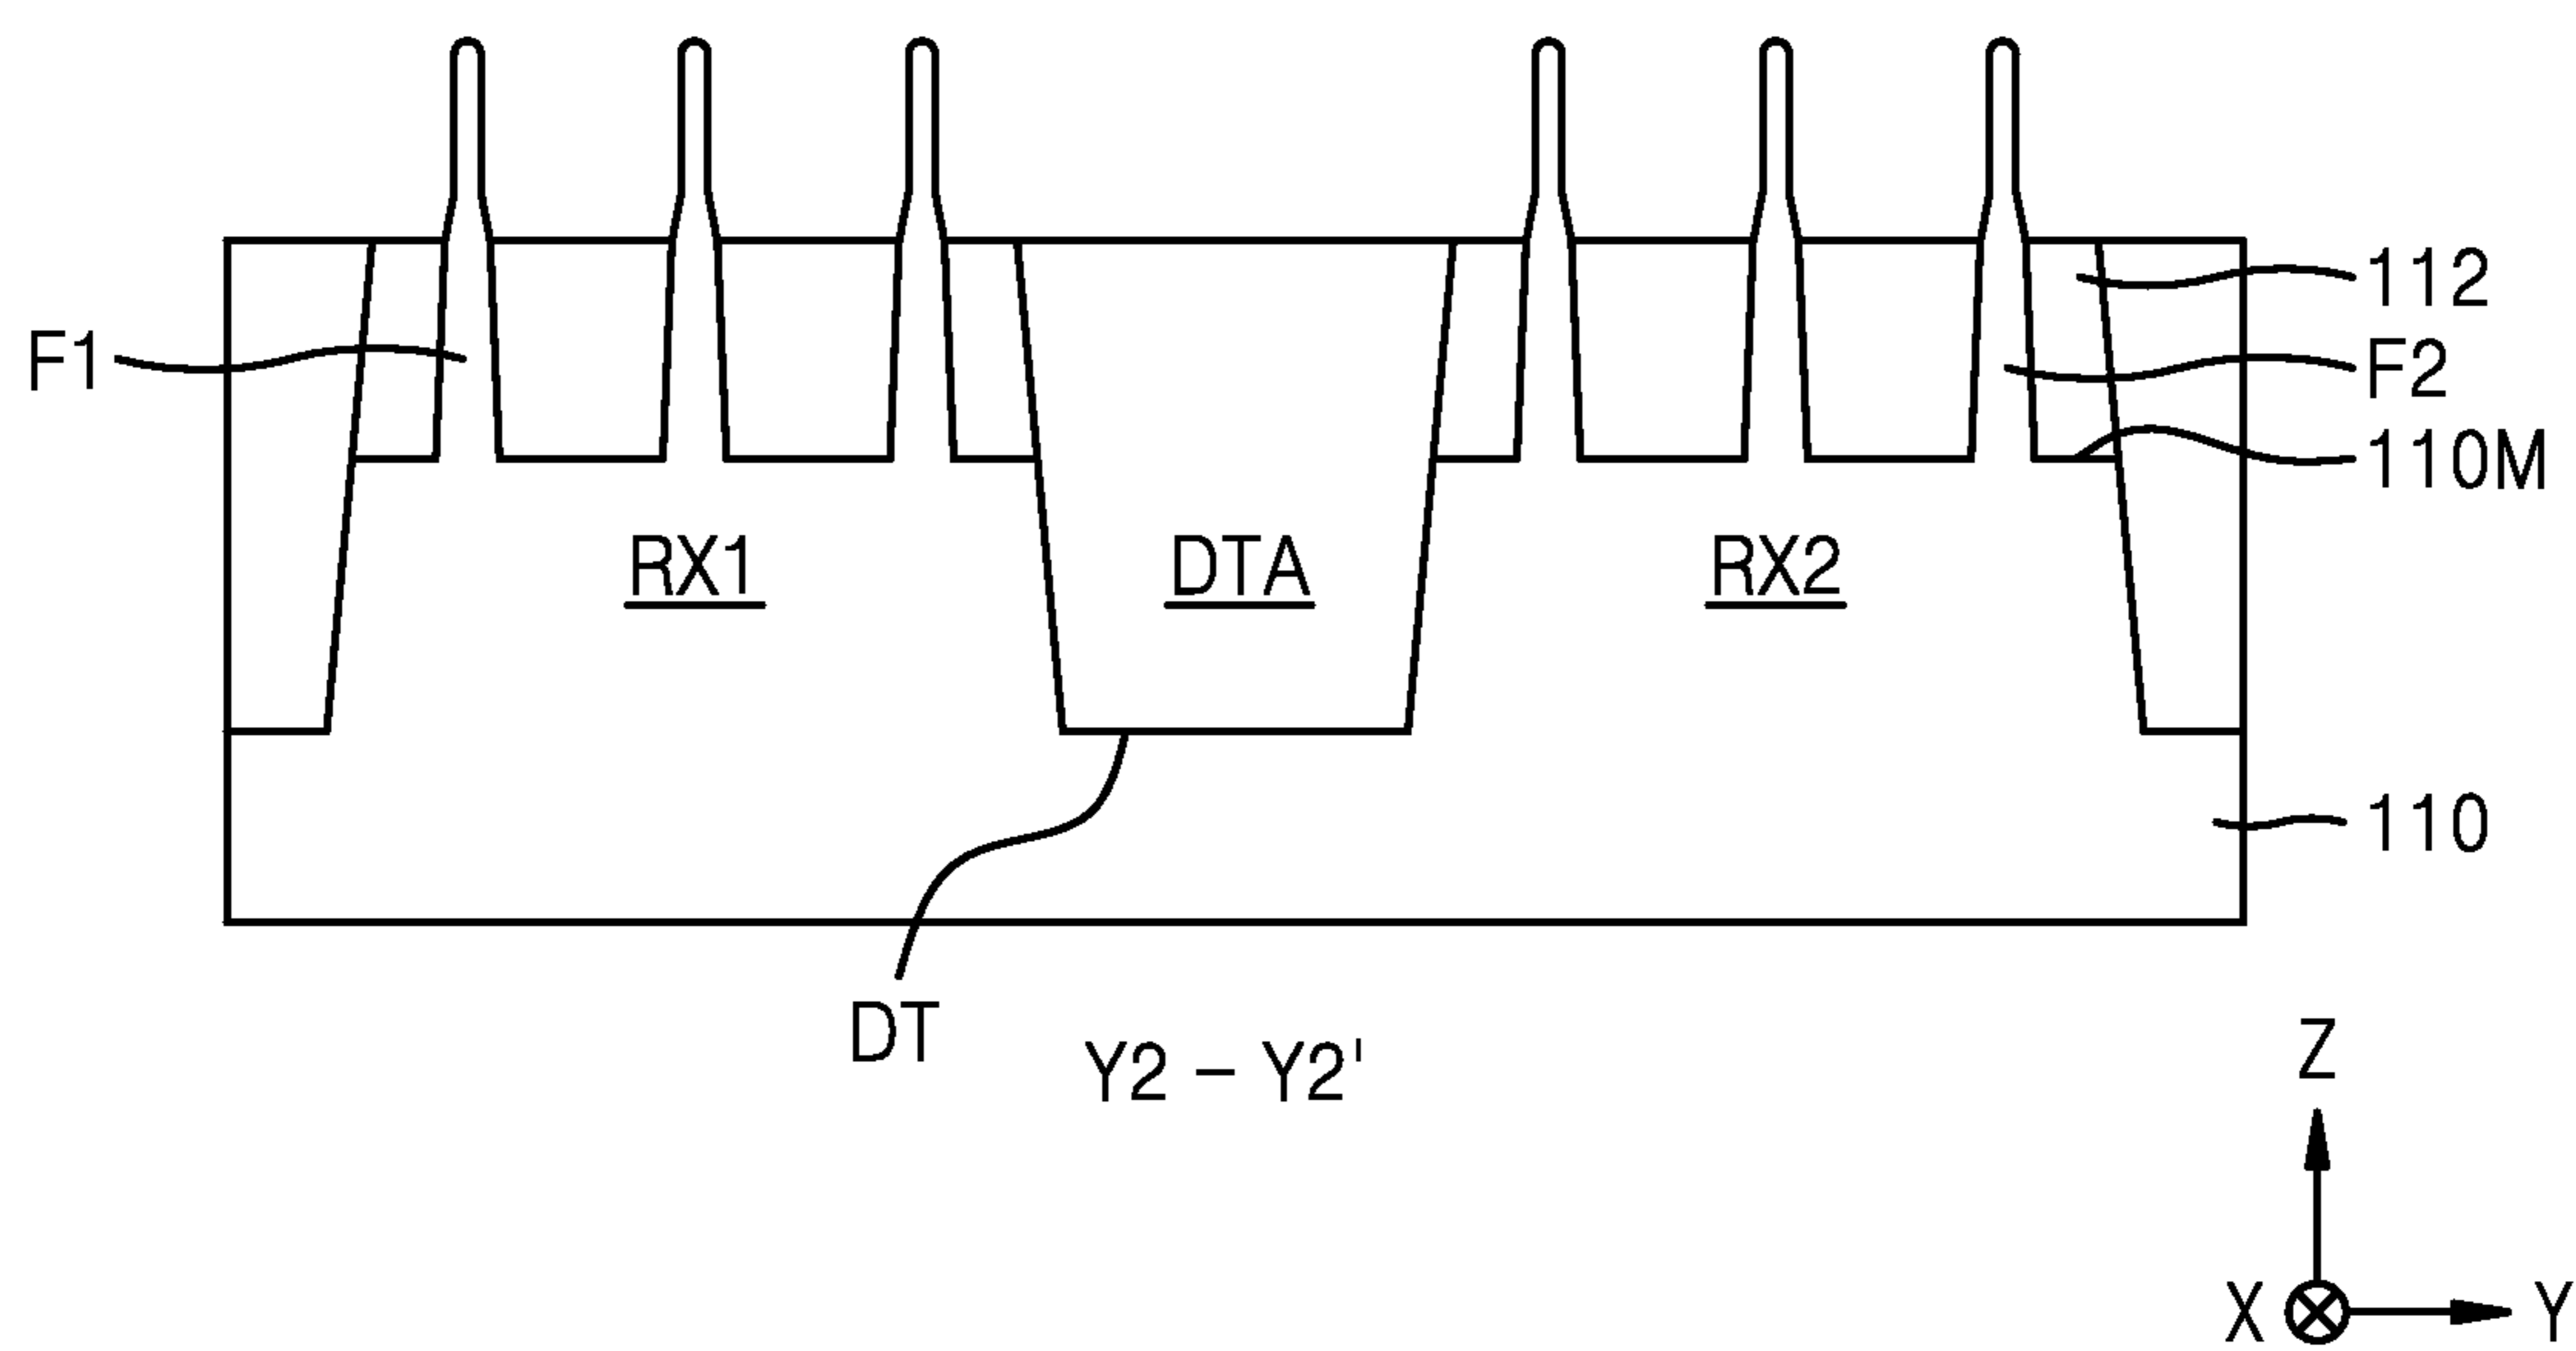 112
F1
F2
110M
RX1 DTA RX2
110
DT
Y2 – Y2'
Z
X Y